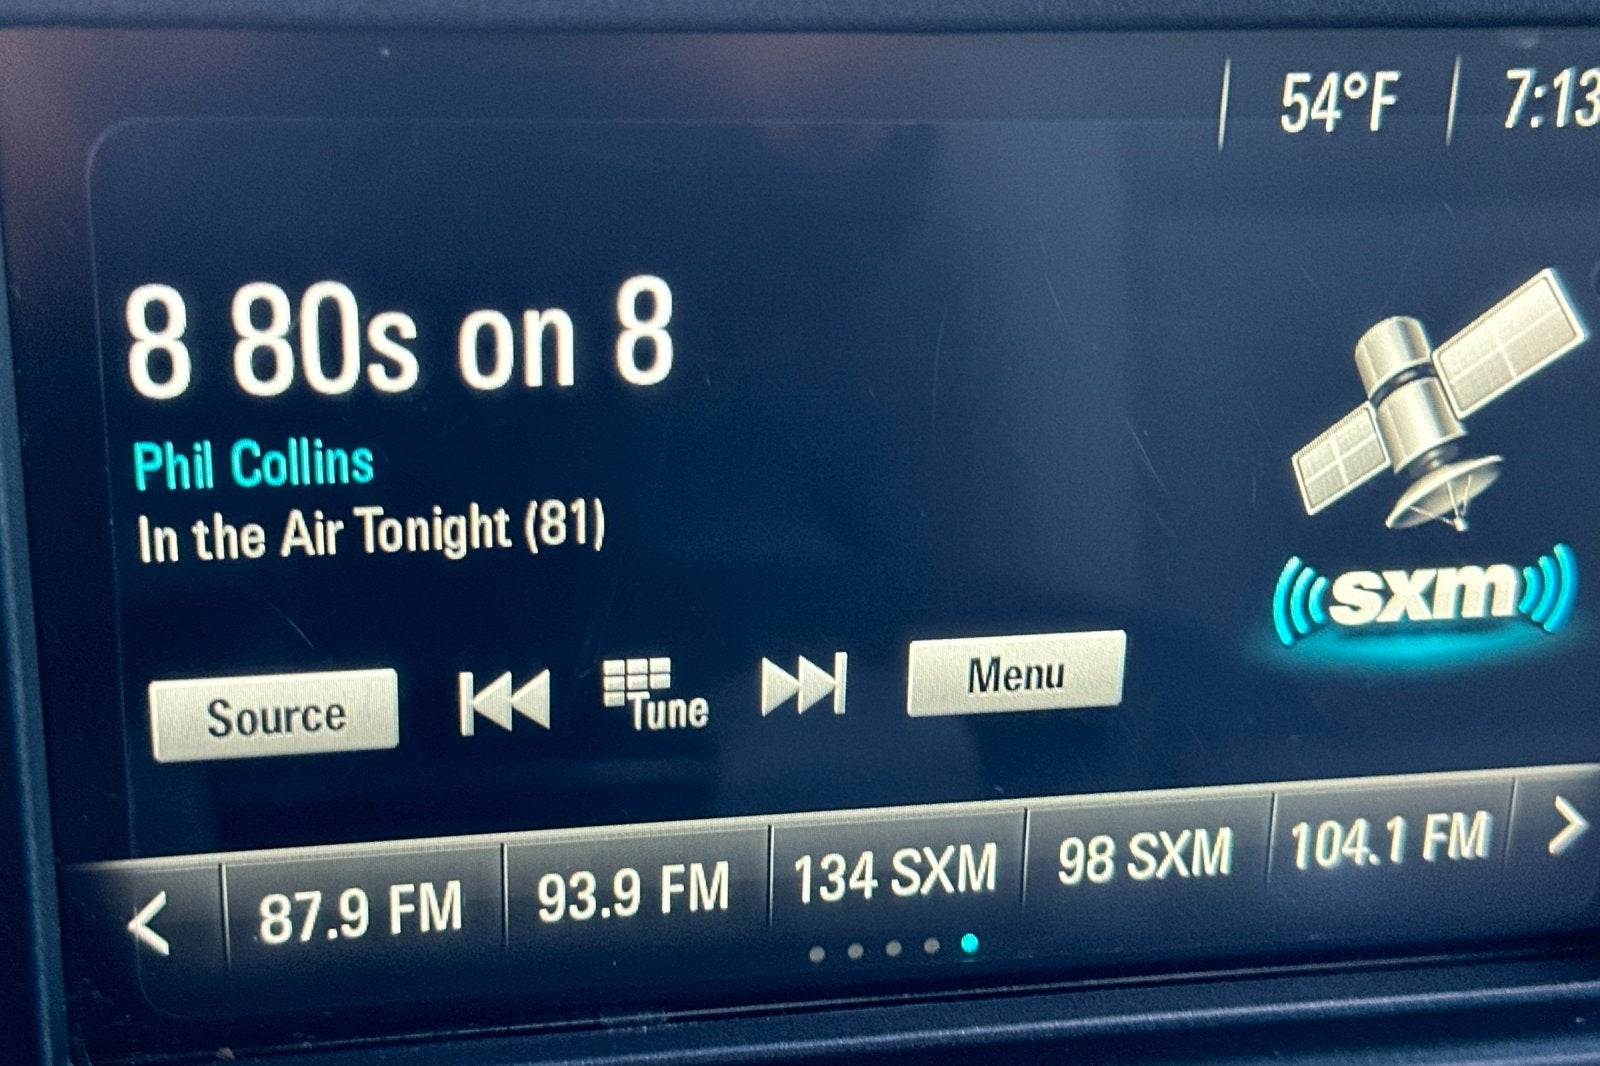 54°F 7:13
8 80s on 8
Phil Collins
In the Air Tonight (81)
sxm
Source Tune Menu
87.9 FM 93.9 FM 134 SXM 98 SXM 104.1 FM